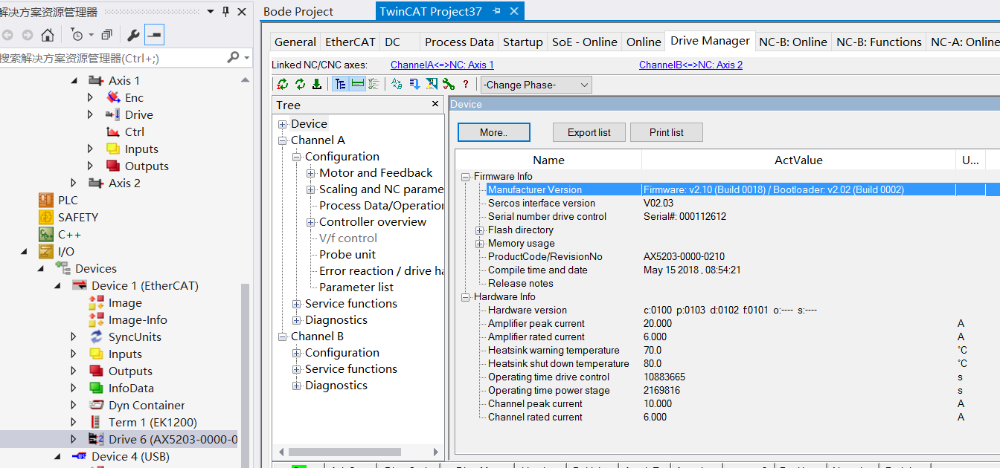 解决方案资源管理器
搜索解决方案资源管理器(Ctrl+;)
Axis 1
Enc
Drive
Ctrl
Inputs
Outputs
Axis 2
PLC
SAFETY
C++
I/O
Devices
Device 1 (EtherCAT)
Image
Image-Info
SyncUnits
Inputs
Outputs
InfoData
Dyn Container
Term 1 (EK1200)
Drive 6 (AX5203-0000-0
Device 4 (USB)
Bode Project
TwinCAT Project37
General EtherCAT DC Process Data Startup SoE - Online Online Drive Manager NC-B: Online NC-B: Functions NC-A: Online
Linked NC/CNC axes: ChannelA<=>NC: Axis 1 ChannelB<=>NC: Axis 2
-Change Phase-
Tree
Device
Channel A
Configuration
Motor and Feedback
Scaling and NC parame
Process Data/Operation
Controller overview
V/f control
Probe unit
Error reaction / drive ha
Parameter list
Service functions
Diagnostics
Channel B
Configuration
Service functions
Diagnostics
Device
More.. Export list Print list
Name ActValue U...
Firmware Info
Manufacturer Version Firmware: v2.10 (Build 0018) / Bootloader: v2.02 (Build 0002)
Sercos interface version V02.03
Serial number drive control Serial#: 000112612
Flash directory
Memory usage
ProductCode/RevisionNo AX5203-0000-0210
Compile time and date May 15 2018 , 08:54:21
Release notes
Hardware Info
Hardware version c:0100 p:0103 d:0102 f:0101 o:---- s:----
Amplifier peak current 20.000 A
Amplifier rated current 6.000 A
Heatsink warning temperature 70.0 °C
Heatsink shut down temperature 80.0 °C
Operating time drive control 10883665 s
Operating time power stage 2169816 s
Channel peak current 10.000 A
Channel rated current 6.000 A